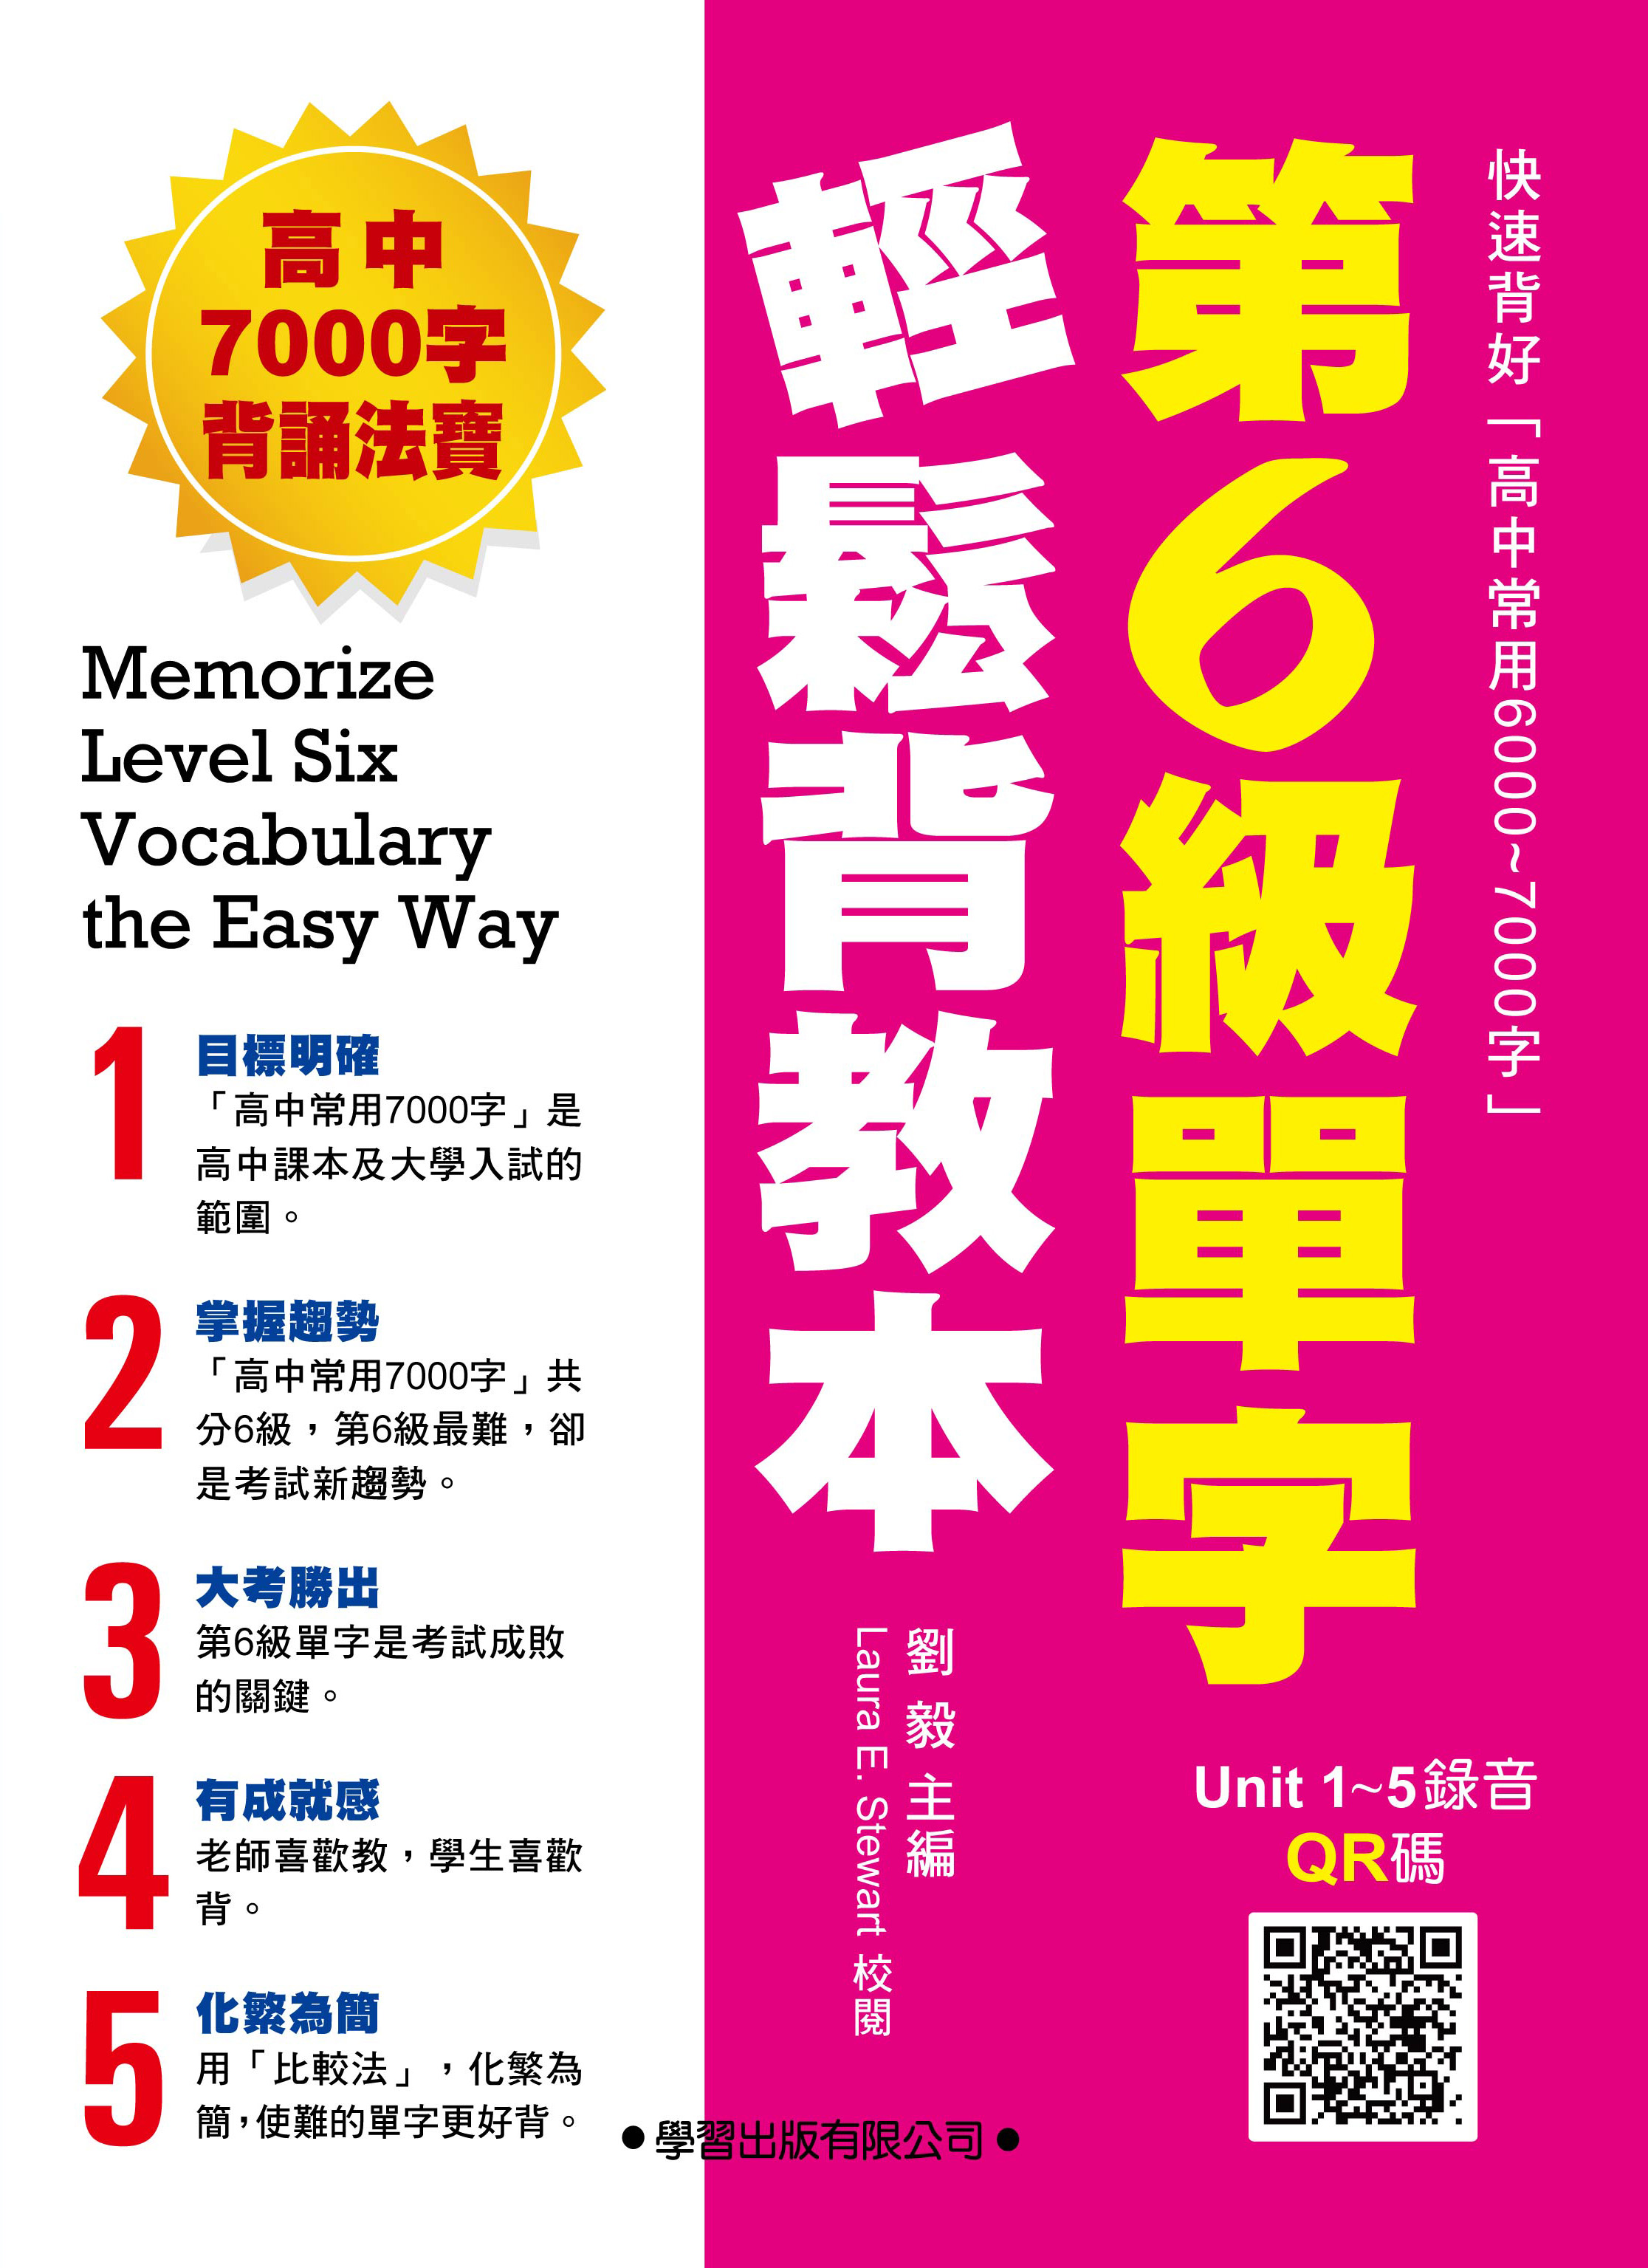 快速背好「高中常用6000~7000字」
第6級單字
輕鬆背教本
劉毅主編
Laura E. Stewart 校閱
Unit 1~5錄音
QR碼
高中
7000字
背誦法寶
Memorize
Level Six
Vocabulary
the Easy Way
1
目標明確
「高中常用7000字」是
高中課本及大學入試的
範圍。
2
掌握趨勢
「高中常用7000字」共
分6級，第6級最難，卻
是考試新趨勢。
3
大考勝出
第6級單字是考試成敗
的關鍵。
4
有成就感
老師喜歡教，學生喜歡
背。
5
化繁為簡
用「比較法」，化繁為
簡，使難的單字更好背。
●學習出版有限公司●